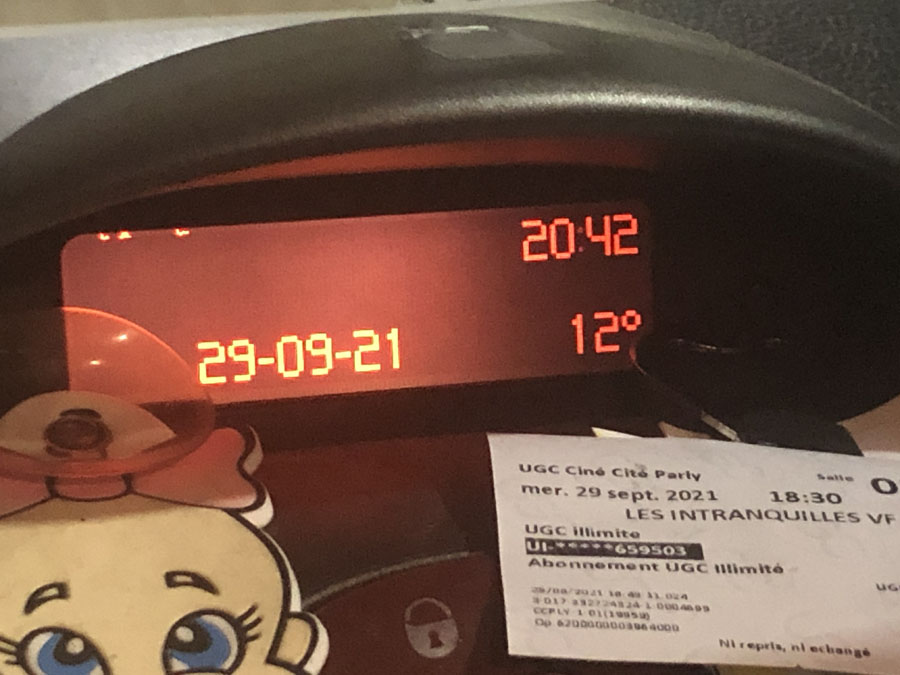 20:42
29-09-21
12°
UGC Ciné Cité Parly
Salle
mer. 29 sept. 2021 18:30
LES INTRANQUILLES VF
UGC illimite
UI-*****659503
Abonnement UGC Illimité
Ni repris, ni echangé